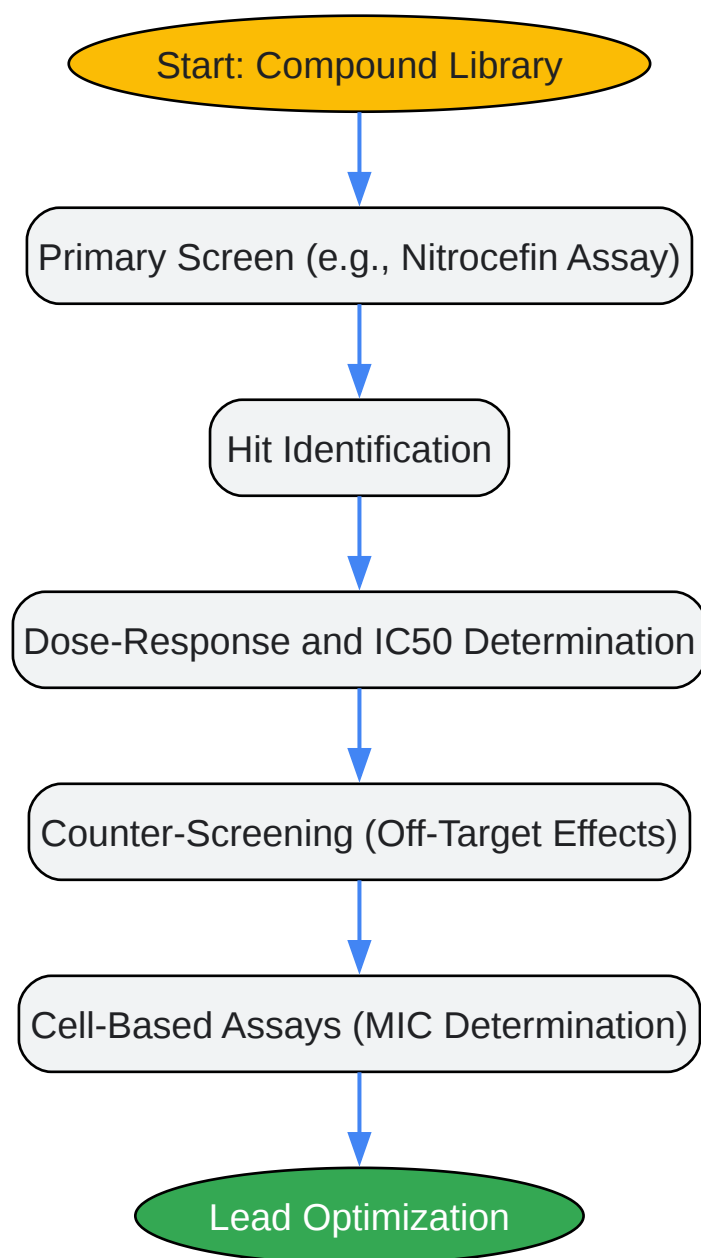 Start: Compound Library
Primary Screen (e.g., Nitrocefin Assay)
Hit Identification
Dose-Response and IC50 Determination
Counter-Screening (Off-Target Effects)
Cell-Based Assays (MIC Determination)
Lead Optimization